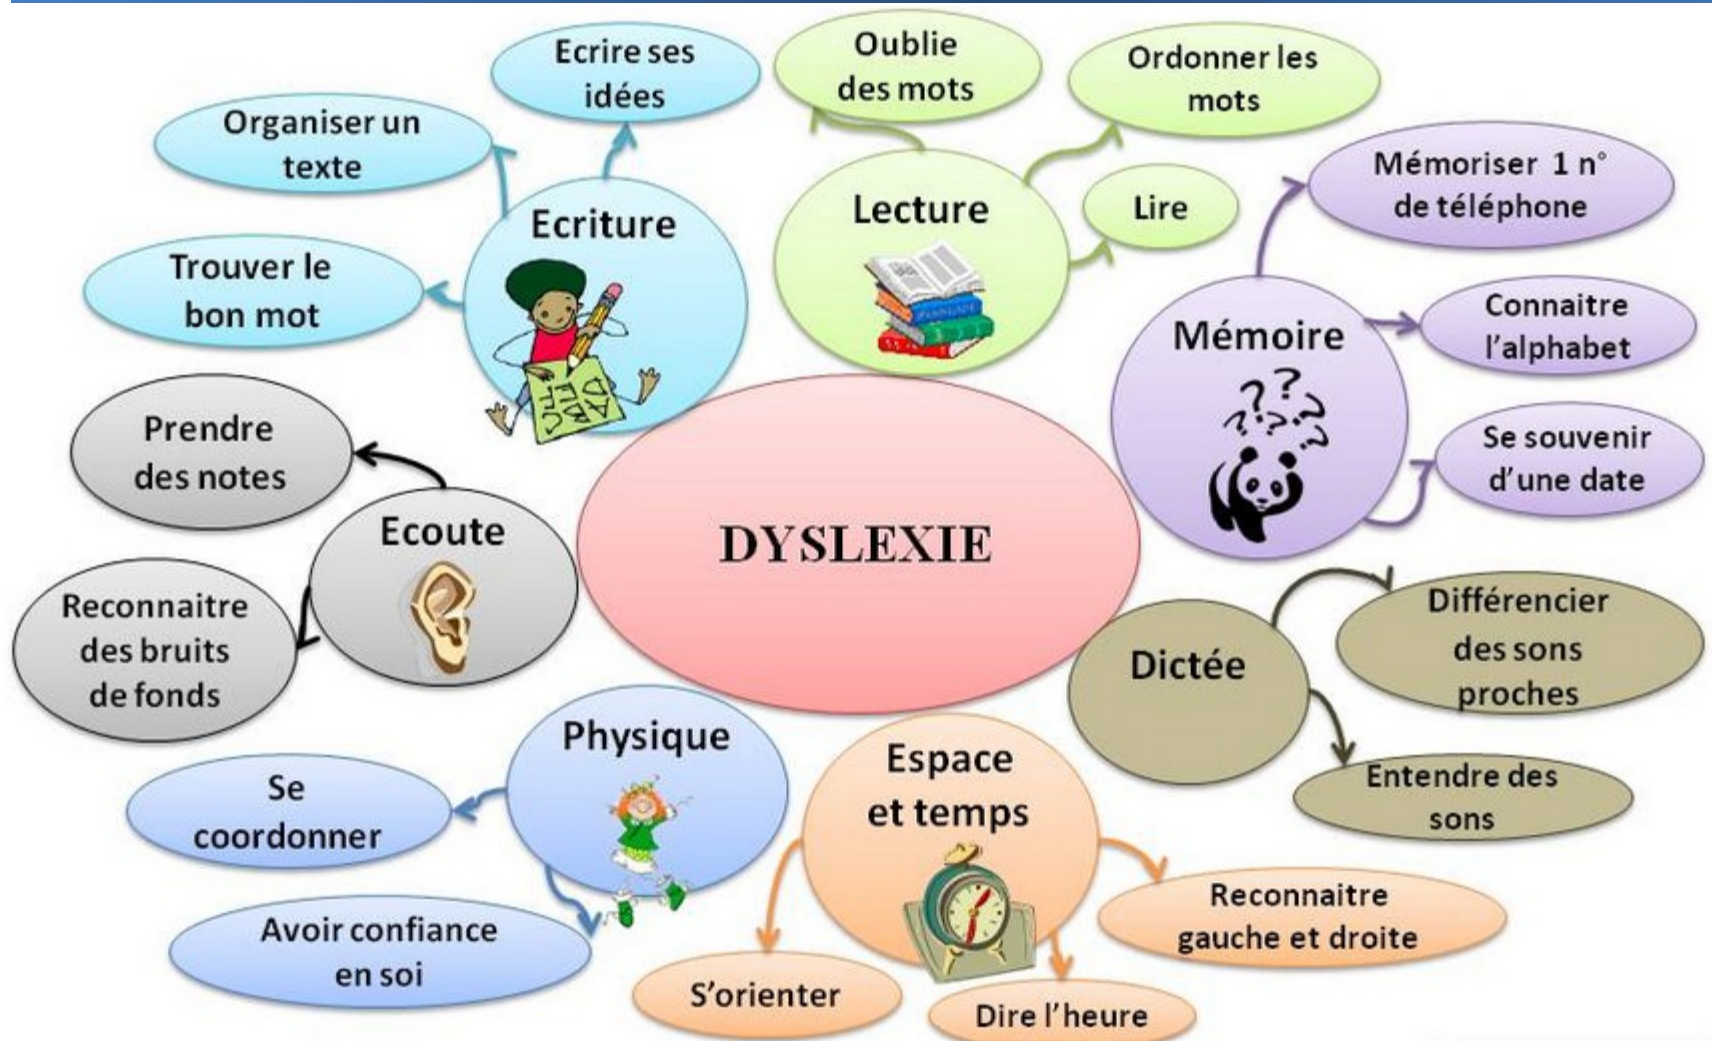 Ecrire ses
idées
Organiser un
texte
Trouver le
bon mot
Ecriture
Oublie
des mots
Ordonner les
mots
Lire
Lecture
Mémoriser 1 n°
de téléphone
Connaitre
l'alphabet
Se souvenir
d'une date
Mémoire
? ?
? ? ?
?
Prendre
des notes
Ecoute
Reconnaitre
des bruits
de fonds
DYSLEXIE
Dictée
Différencier
des sons
proches
Entendre des
sons
Physique
Se
coordonner
Avoir confiance
en soi
Espace
et temps
Reconnaitre
gauche et droite
S'orienter
Dire l'heure